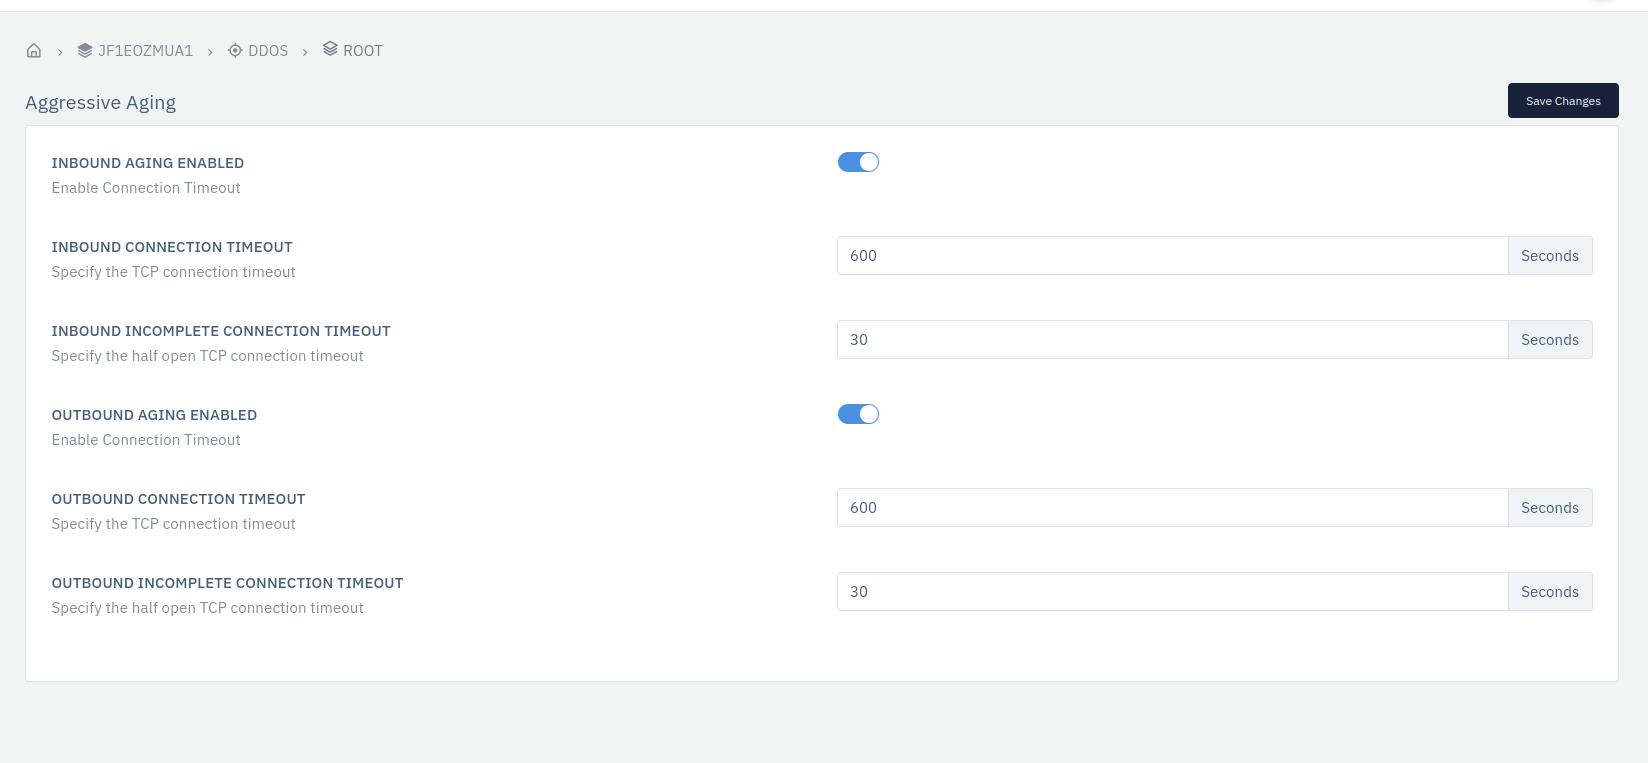 JF1EOZMUA1 DDOS ROOT
Aggressive Aging
Save Changes
INBOUND AGING ENABLED
Enable Connection Timeout
INBOUND CONNECTION TIMEOUT
Specify the TCP connection timeout
600 Seconds
INBOUND INCOMPLETE CONNECTION TIMEOUT
Specify the half open TCP connection timeout
30 Seconds
OUTBOUND AGING ENABLED
Enable Connection Timeout
OUTBOUND CONNECTION TIMEOUT
Specify the TCP connection timeout
600 Seconds
OUTBOUND INCOMPLETE CONNECTION TIMEOUT
Specify the half open TCP connection timeout
30 Seconds